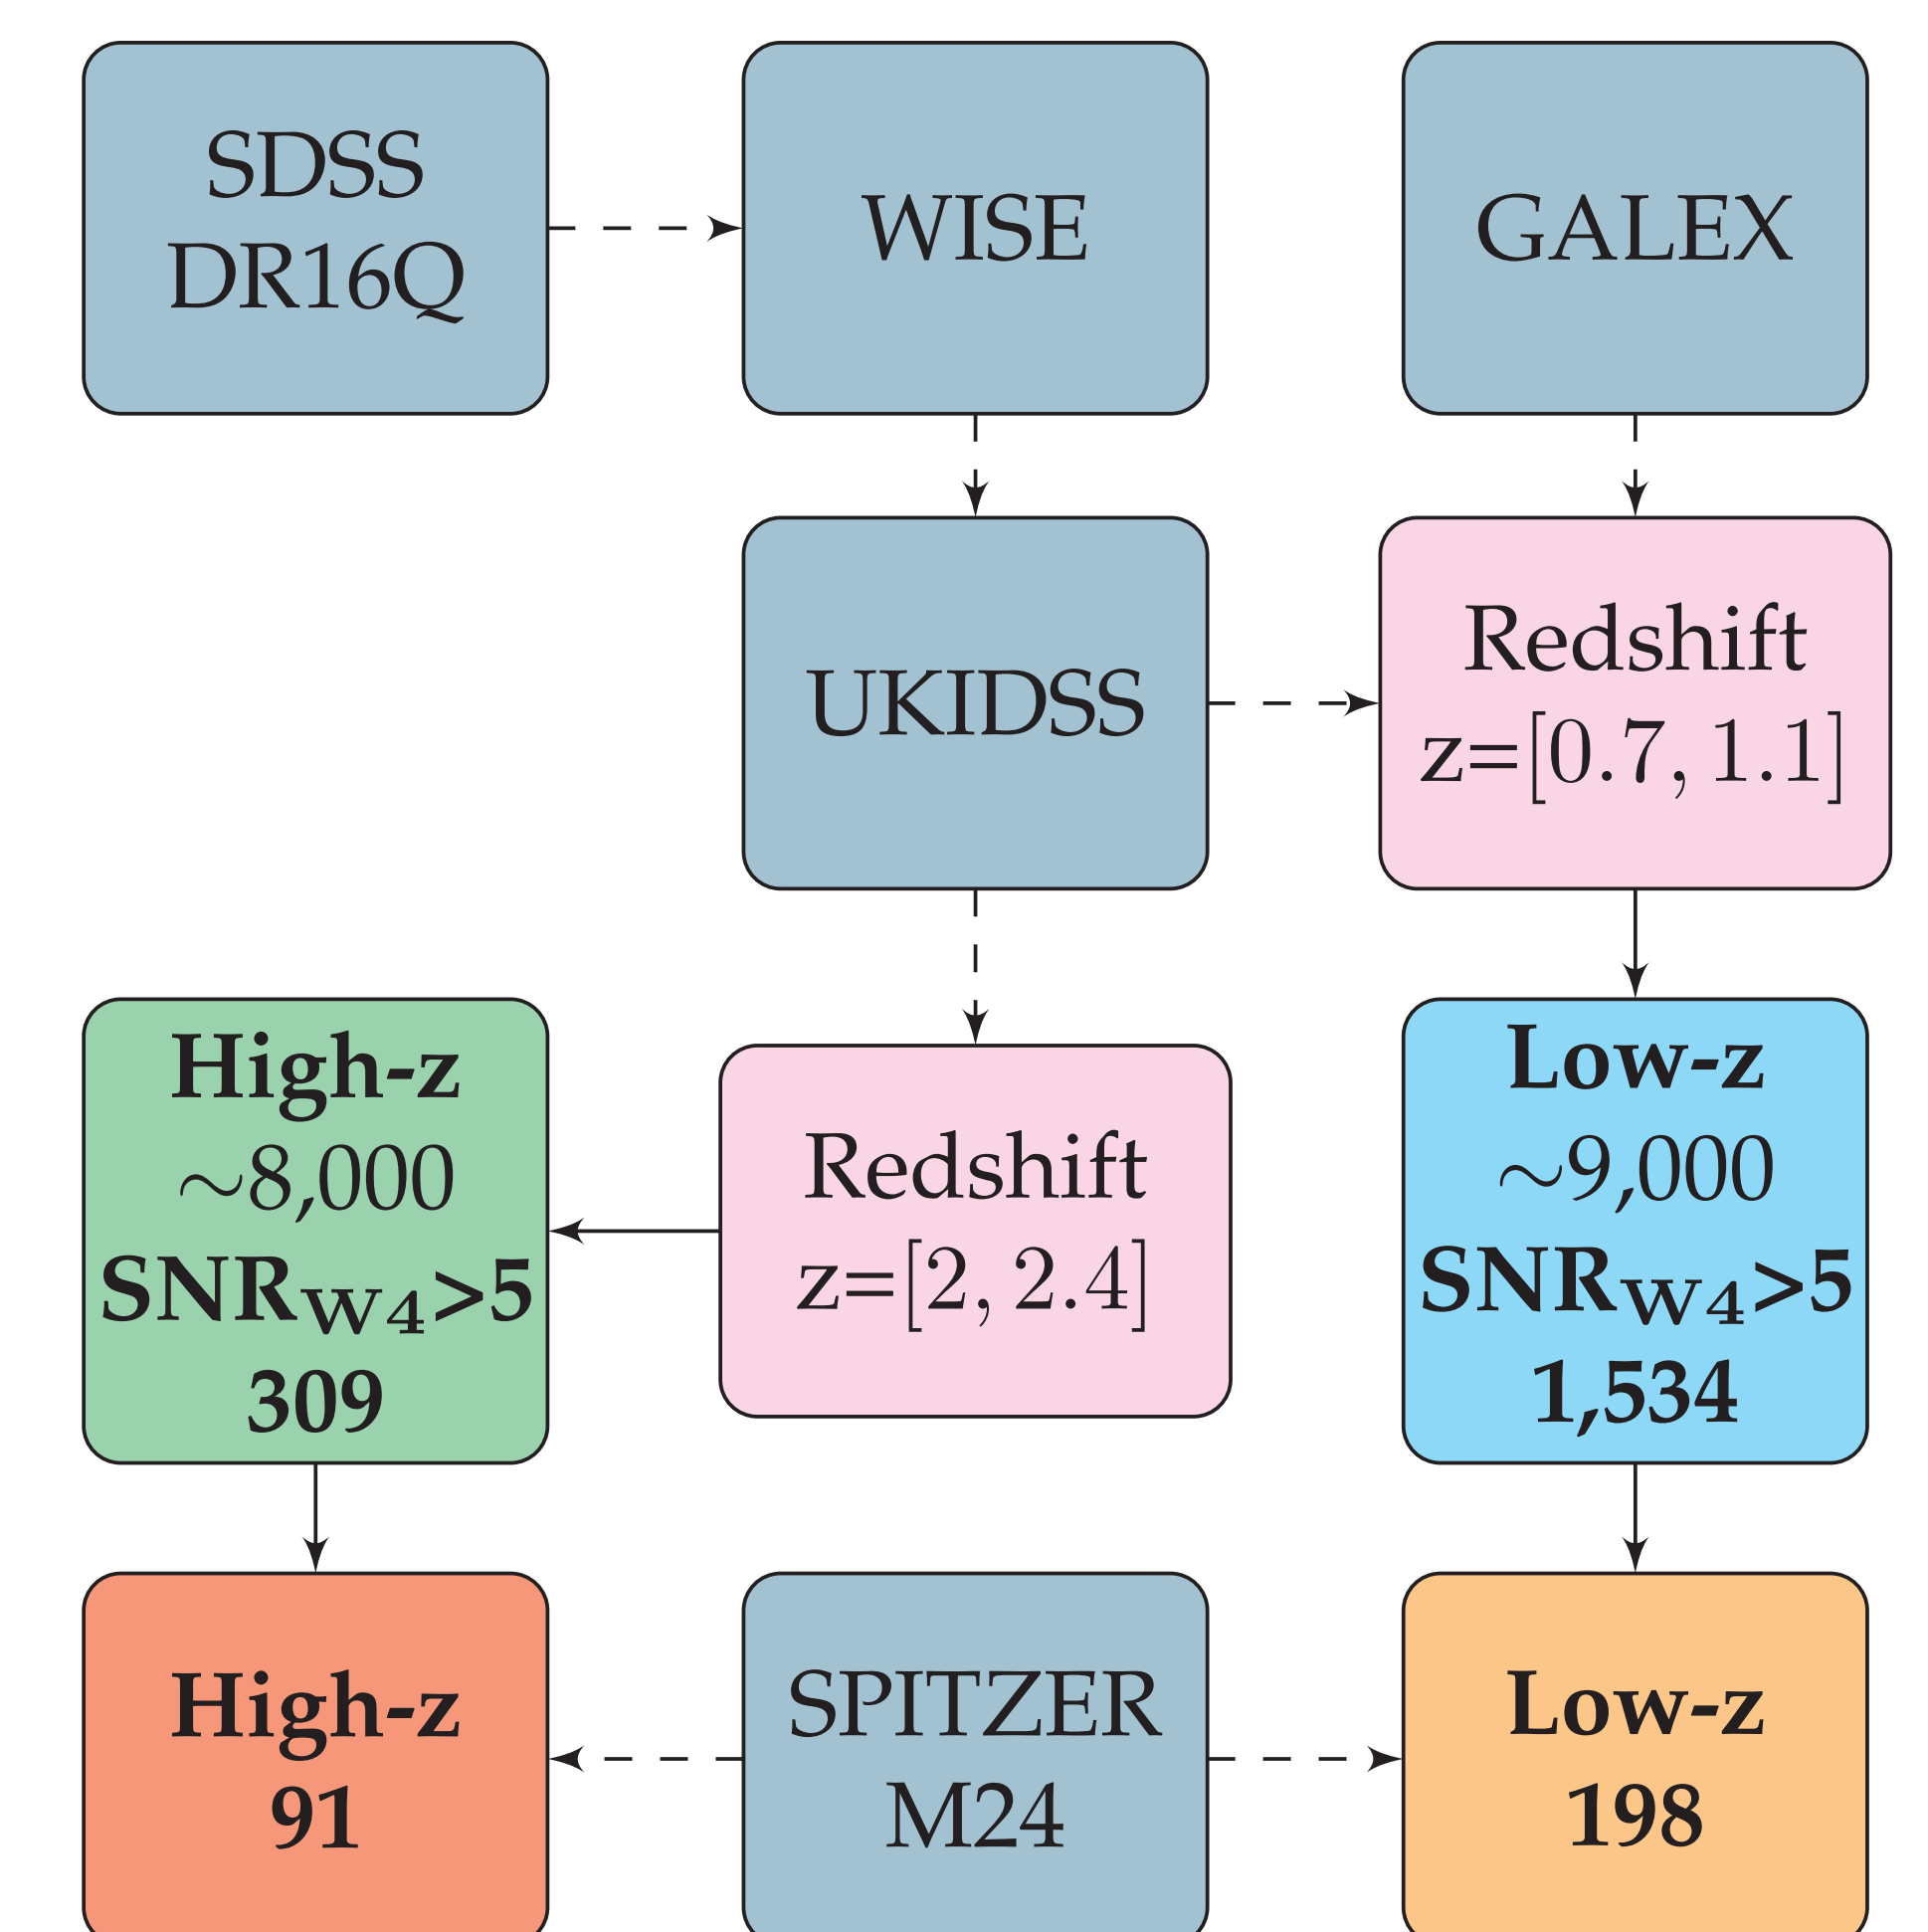 SDSS
DR16Q
WISE
GALEX
UKIDSS
Redshift
z=[0.7, 1.1]
High-z
~8,000
SNRW4>5
309
Redshift
z=[2, 2.4]
Low-z
~9,000
SNRW4>5
1,534
High-z
91
SPITZER
M24
Low-z
198